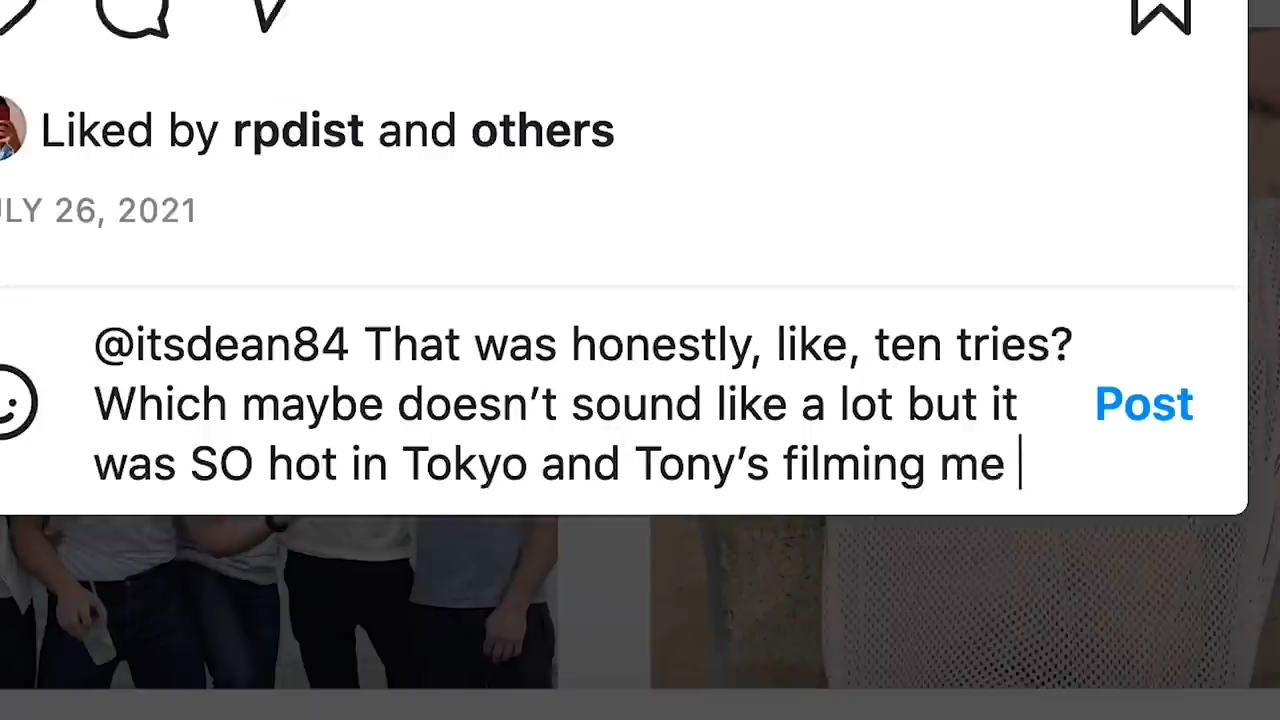 Liked by rpdist and others
JLY 26, 2021
@itsdean84 That was honestly, like, ten tries?
Which maybe doesn’t sound like a lot but it
Post
was SO hot in Tokyo and Tony’s filming me